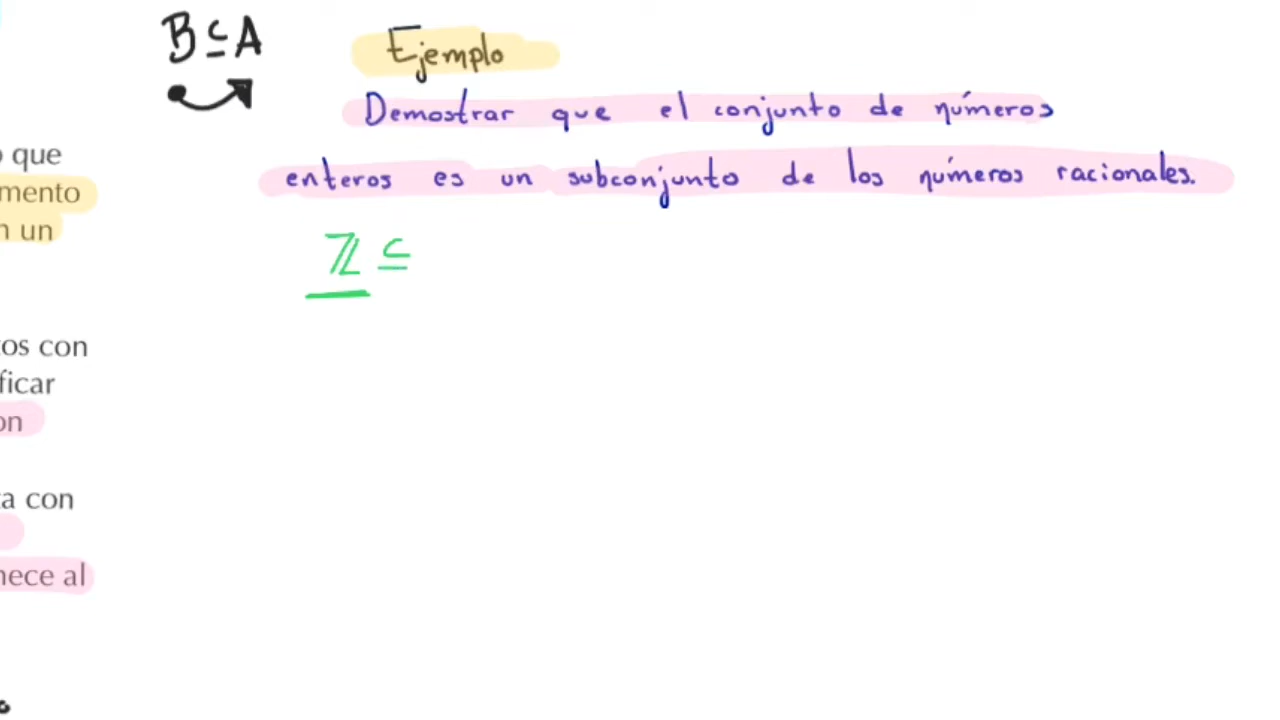 B ⊆ A
Ejemplo
Demostrar que el conjunto de números
enteros es un subconjunto de los números racionales.
ℤ ⊆
que
mento
un
os con
ficar
on
a con
nece al